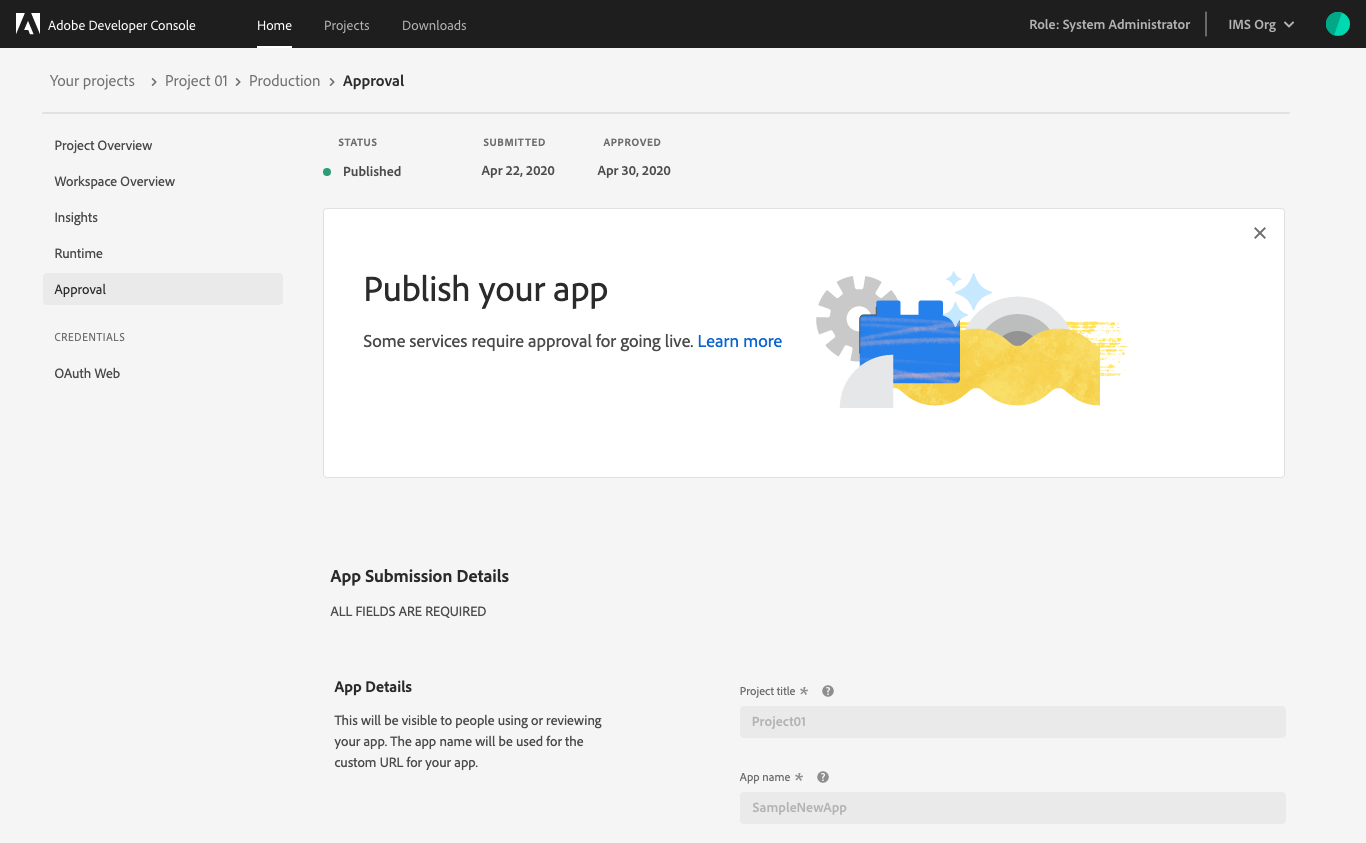 Adobe Developer Console
Home
Projects
Downloads
Role: System Administrator
IMS Org
Your projects > Project 01 > Production > Approval
Project Overview
Workspace Overview
Insights
Runtime
Approval
CREDENTIALS
OAuth Web
STATUS
Published
SUBMITTED
Apr 22, 2020
APPROVED
Apr 30, 2020
Publish your app
Some services require approval for going live. Learn more
App Submission Details
ALL FIELDS ARE REQUIRED
App Details
This will be visible to people using or reviewing
your app. The app name will be used for the
custom URL for your app.
Project title *
Project01
App name *
SampleNewApp